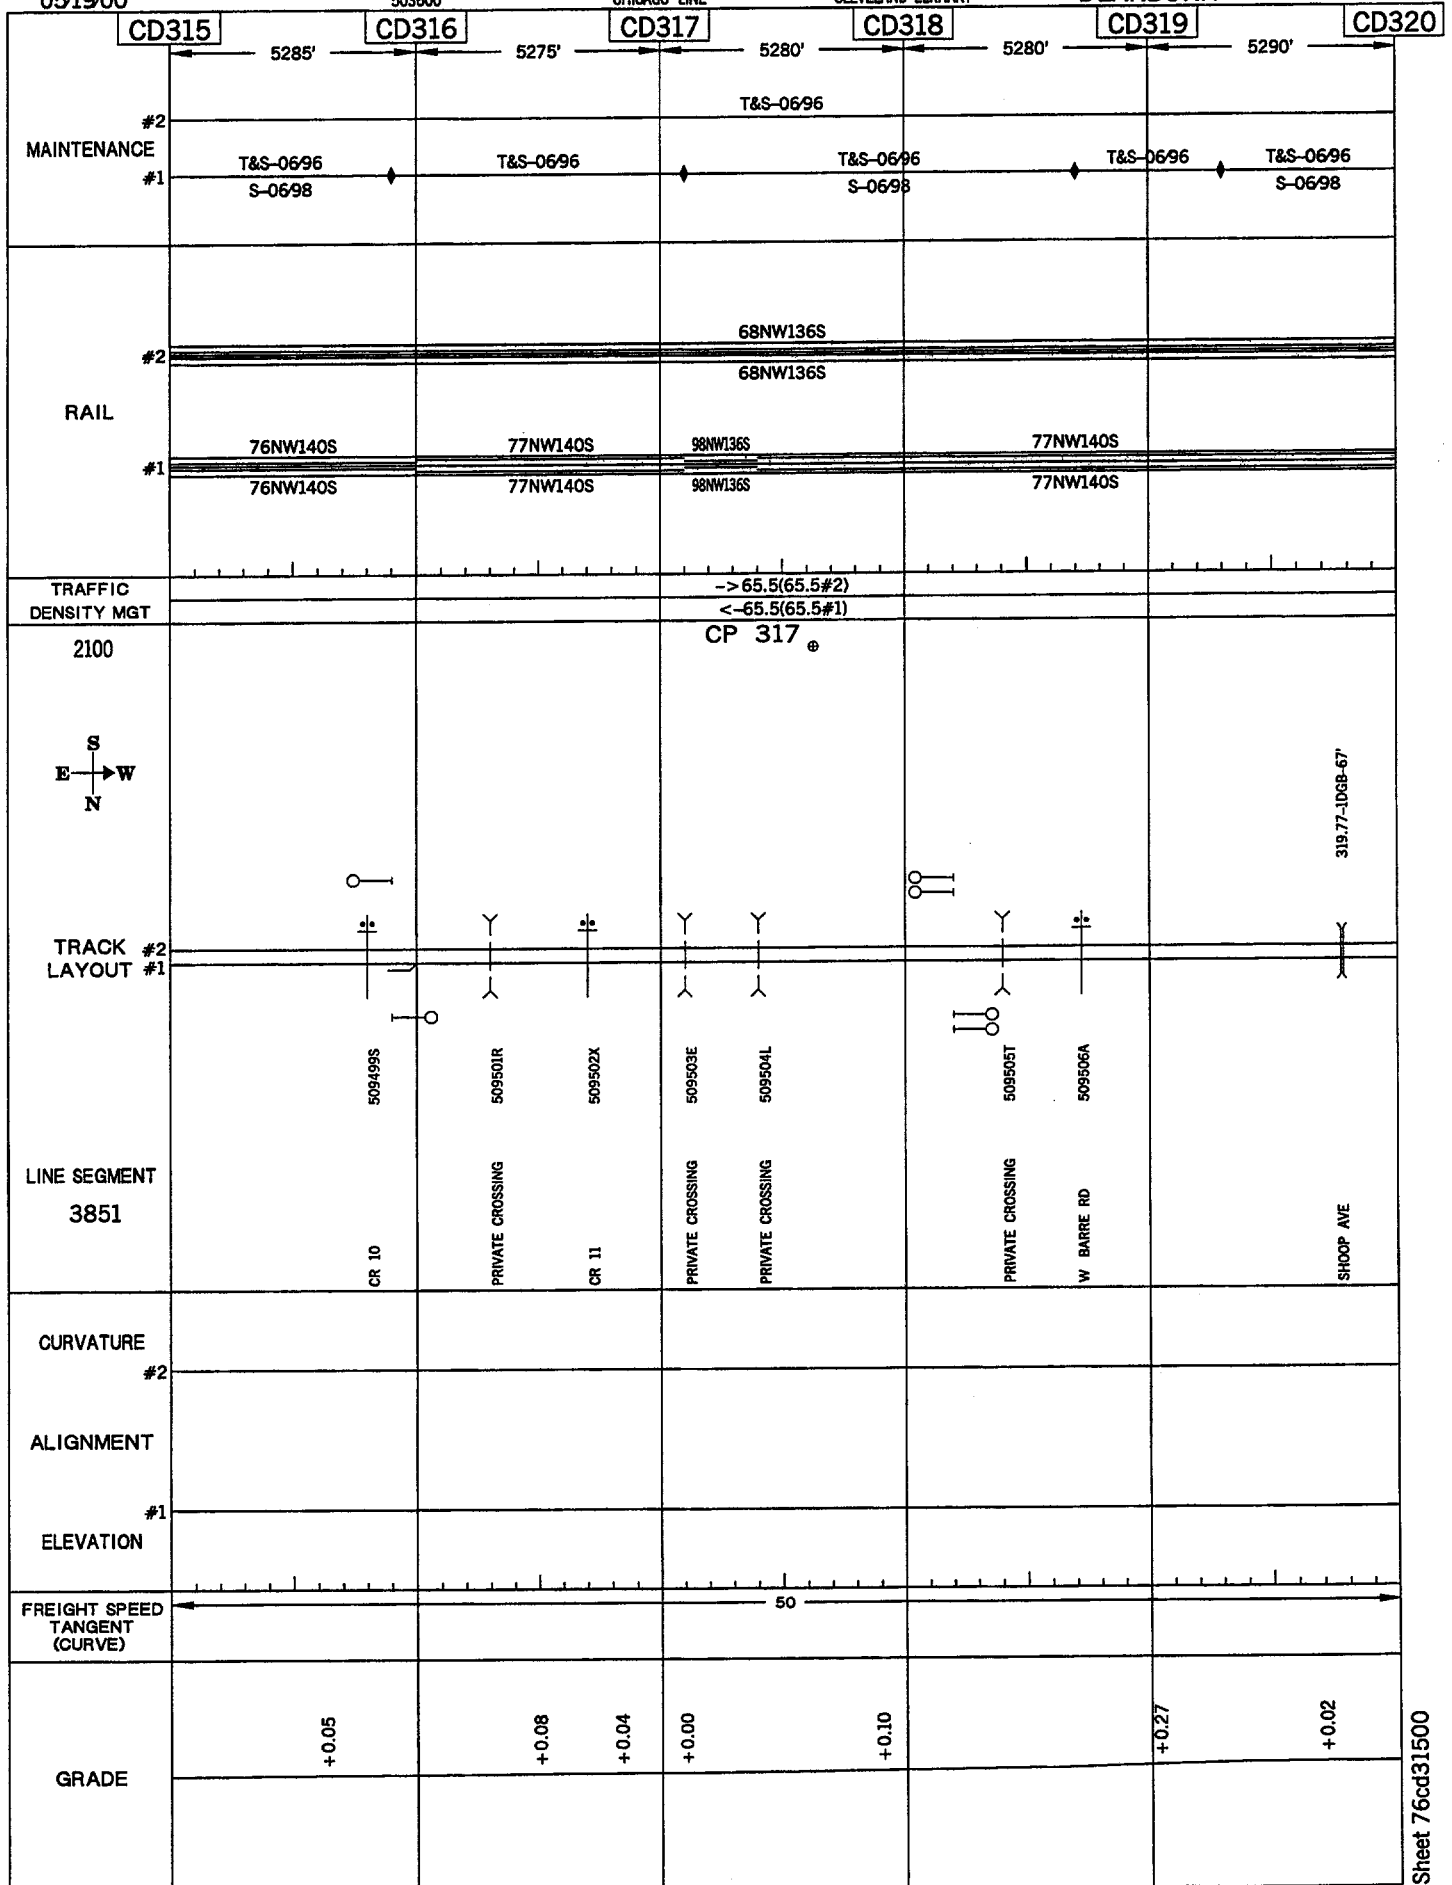 05/19/00
CHICAGO LINE
CD315 CD316 CD317 CD318 CD319 CD320
5285' 5275' 5280' 5280' 5290'
T&S-06/96
#2
MAINTENANCE
T&S-06/96 T&S-06/96 T&S-06/96 T&S-06/96 T&S-06/96
#1
S-06/98 S-06/98 S-06/98
68NW136S
#2
68NW136S
RAIL
76NW140S 77NW140S 98NW136S 77NW140S
#1
76NW140S 77NW140S 98NW136S 77NW140S
TRAFFIC
DENSITY MGT
->65.5(65.5#2)
<-65.5(65.5#1)
2100
CP 317
S
E W
N
319.77-1DGB-67'
TRACK #2
LAYOUT #1
509499S
509501R
509502X
509503E
509504L
509505T
509506A
LINE SEGMENT
3851
CR 10
PRIVATE CROSSING
CR 11
PRIVATE CROSSING
PRIVATE CROSSING
PRIVATE CROSSING
W BARRE RD
SHOOP AVE
CURVATURE
#2
ALIGNMENT
#1
ELEVATION
FREIGHT SPEED
TANGENT
(CURVE)
50
GRADE
+0.05
+0.08
+0.04
+0.00
+0.10
+0.27
+0.02
Sheet 76cd31500